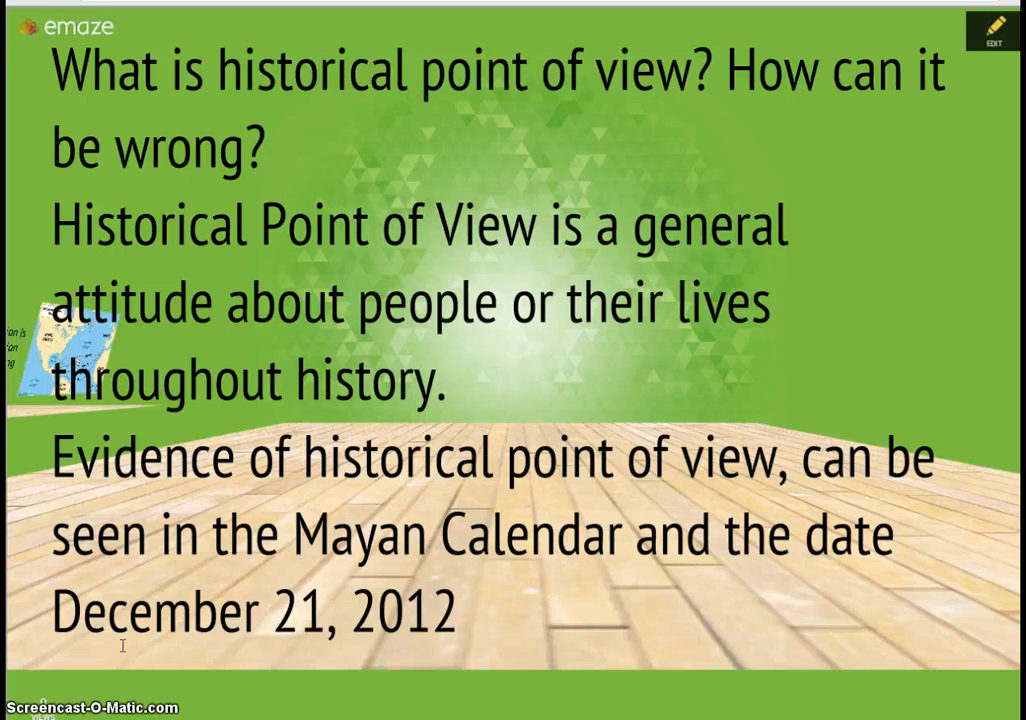 emaze
EDIT
What is historical point of view? How can it
be wrong?
Historical Point of View is a general
attitude about people or their lives
throughout history.
Evidence of historical point of view, can be
seen in the Mayan Calendar and the date
December 21, 2012
Screencast-O-Matic.com
VIEWS